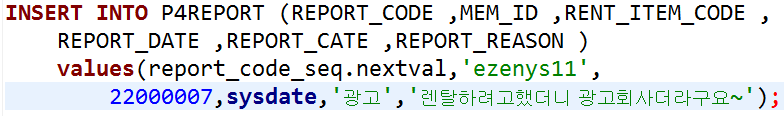 INSERT INTO P4REPORT (REPORT_CODE ,MEM_ID ,RENT_ITEM_CODE ,
REPORT_DATE ,REPORT_CATE ,REPORT_REASON )
values(report_code_seq.nextval,'ezenys11',
22000007,sysdate,'광고','렌탈하려고했더니 광고회사더라구요~');